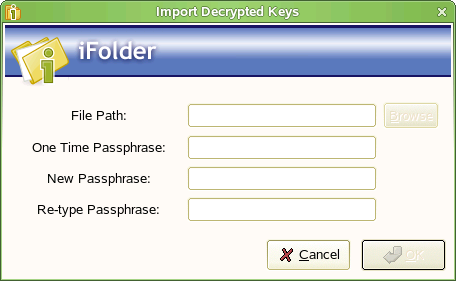 Import Decrypted Keys
iFolder
File Path:
Browse
One Time Passphrase:
New Passphrase:
Re-type Passphrase:
Cancel
OK